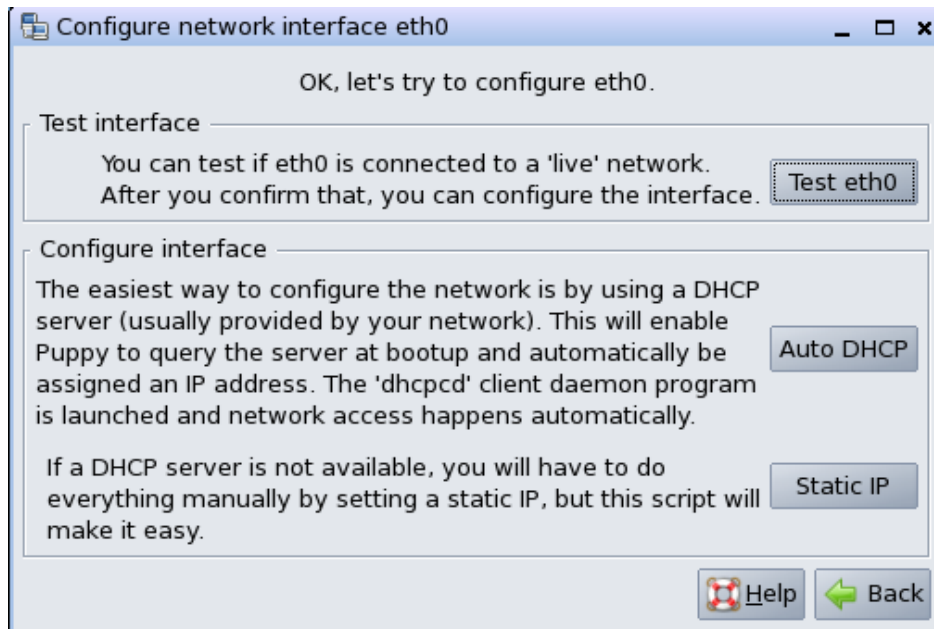 Configure network interface eth0
OK, let's try to configure eth0.
Test interface
You can test if eth0 is connected to a 'live' network.
After you confirm that, you can configure the interface.
Test eth0
Configure interface
The easiest way to configure the network is by using a DHCP
server (usually provided by your network). This will enable
Puppy to query the server at bootup and automatically be
assigned an IP address. The 'dhcpcd' client daemon program
is launched and network access happens automatically.
Auto DHCP
If a DHCP server is not available, you will have to do
everything manually by setting a static IP, but this script will
make it easy.
Static IP
Help
Back